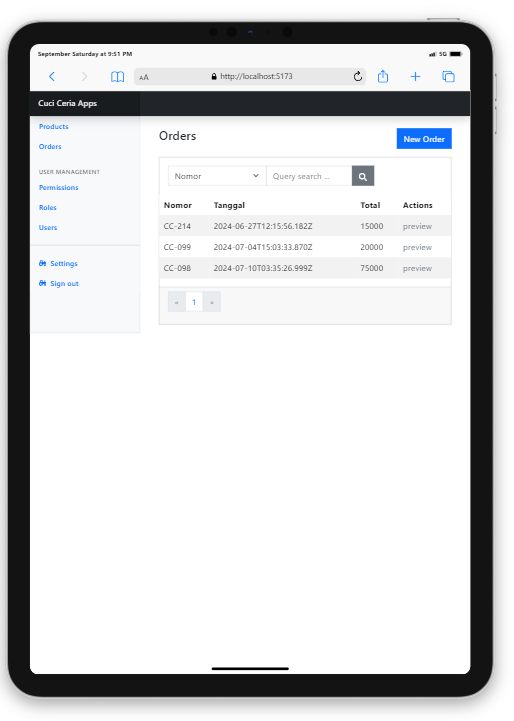 September Saturday at 9:51 PM
5G
AA
http://localhost:5173
Cuci Ceria Apps
Products
Orders
USER MANAGEMENT
Permissions
Roles
Users
Settings
Sign out
Orders
New Order
Nomor
Query search ...
Nomor Tanggal Total Actions
CC-214 2024-06-27T12:15:56.182Z 15000 preview
CC-099 2024-07-04T15:03:33.870Z 20000 preview
CC-098 2024-07-10T03:35:26.999Z 75000 preview
« 1 »